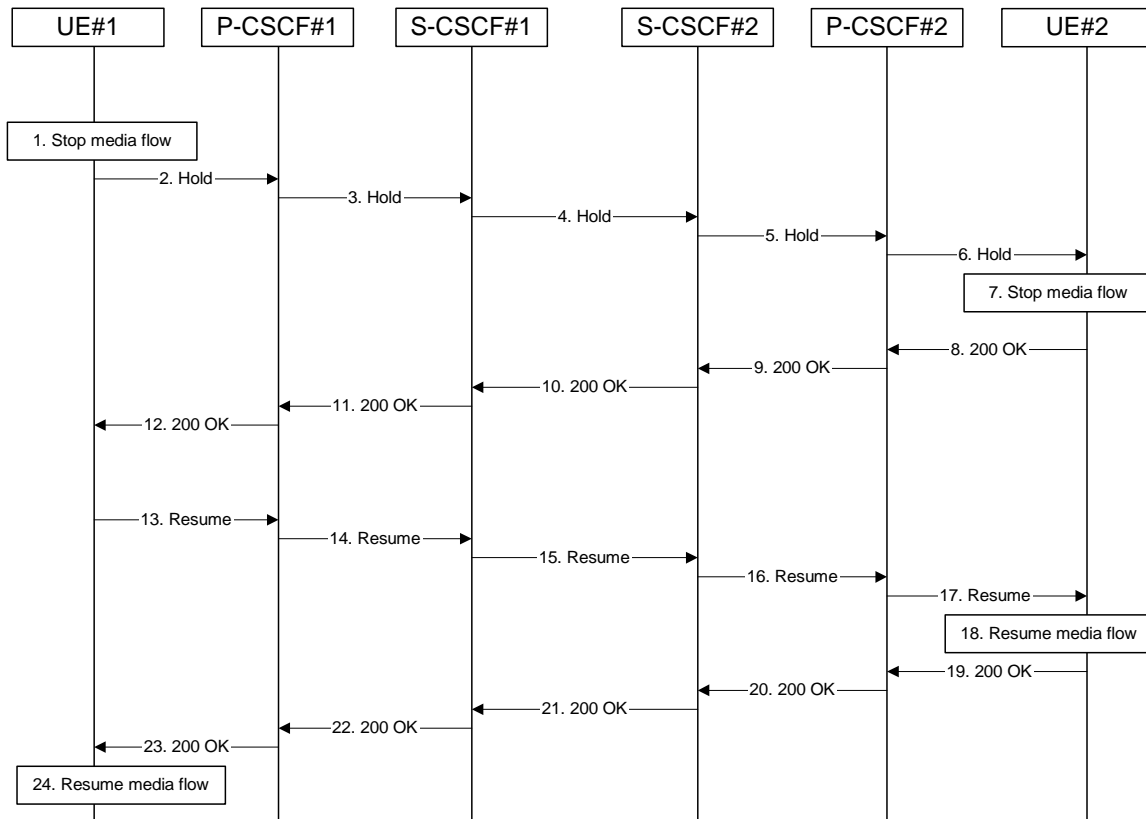 UE#1
P-CSCF#1
S-CSCF#1
S-CSCF#2
P-CSCF#2
UE#2
1. Stop media flow
2. Hold
3. Hold
4. Hold
5. Hold
6. Hold
7. Stop media flow
8. 200 OK
9. 200 OK
10. 200 OK
11. 200 OK
12. 200 OK
13. Resume
14. Resume
15. Resume
16. Resume
17. Resume
18. Resume media flow
19. 200 OK
20. 200 OK
21. 200 OK
22. 200 OK
23. 200 OK
24. Resume media flow